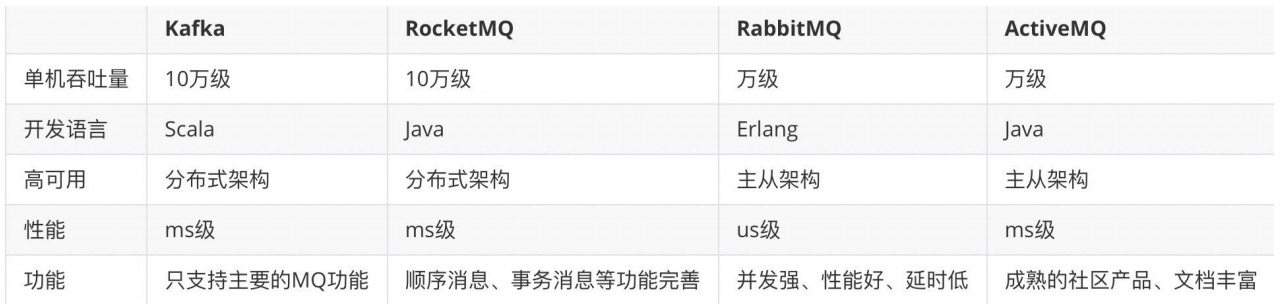 Kafka RocketMQ RabbitMQ ActiveMQ
单机吞吐量 10万级 10万级 万级 万级
开发语言 Scala Java Erlang Java
高可用 分布式架构 分布式架构 主从架构 主从架构
性能 ms级 ms级 us级 ms级
功能 只支持主要的MQ功能 顺序消息、事务消息等功能完善 并发强、性能好、延时低 成熟的社区产品、文档丰富